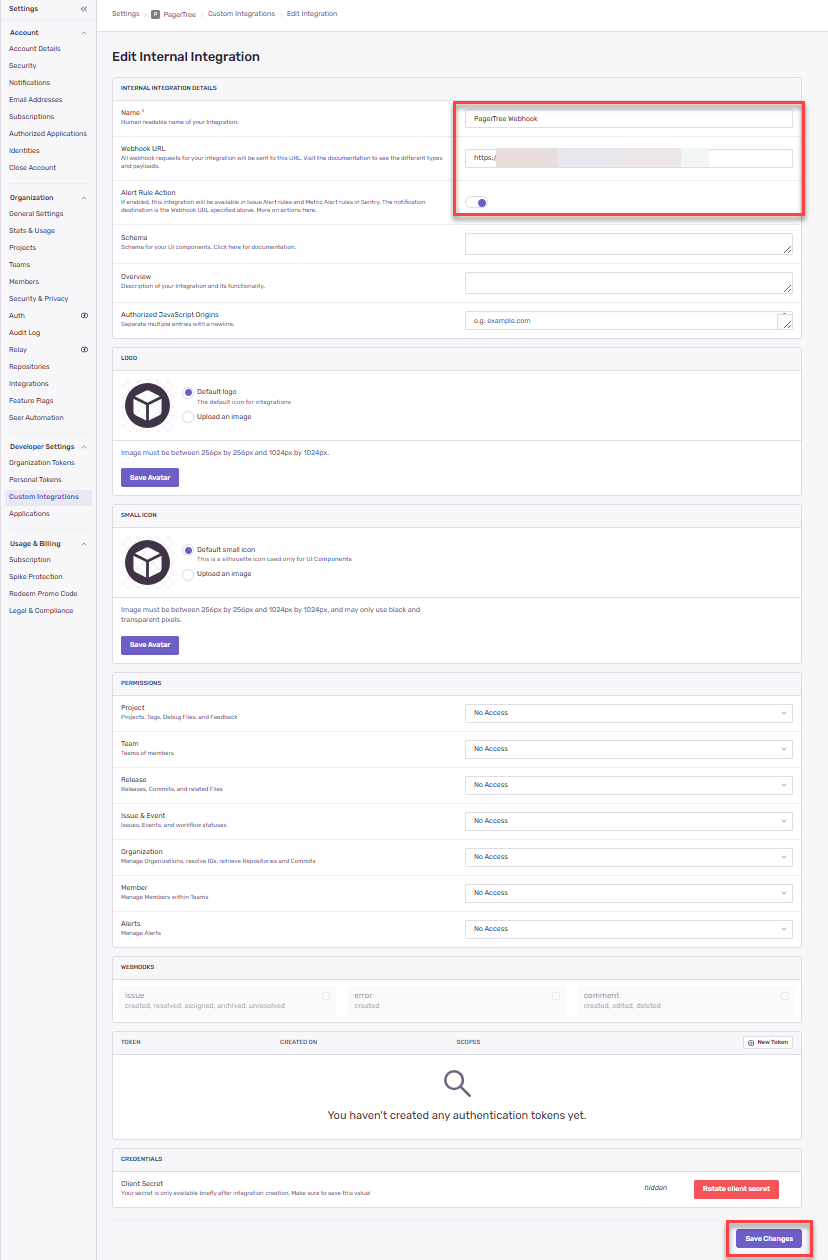 Settings
Account
Account Details
Security
Notifications
Email Addresses
Subscriptions
Authorized Applications
Identities
Close Account
Organization
General Settings
Stats & Usage
Projects
Teams
Members
Security & Privacy
Auth
Audit Log
Relay
Repositories
Integrations
Feature Flags
Seer Automation
Developer Settings
Organization Tokens
Personal Tokens
Custom Integrations
Applications
Usage & Billing
Subscription
Spike Protection
Redeem Promo Code
Legal & Compliance
Settings › P PagerTree › Custom Integrations › Edit Integration
Edit Internal Integration
INTERNAL INTEGRATION DETAILS
Name *
Human readable name of your Integration.
PagerTree Webhook
Webhook URL
All webhook requests for your integration will be sent to this URL. Visit the documentation to see the different types
and payloads.
https:/
Alert Rule Action
If enabled, this integration will be available in Issue Alert rules and Metric Alert rules in Sentry. The notification
destination is the Webhook URL specified above. More on actions here.
Schema
Schema for your UI components. Click here for documentation.
Overview
Description of your Integration and its functionality.
Authorized JavaScript Origins
Separate multiple entries with a newline.
e.g. example.com
LOGO
Default logo
The default icon for integrations
Upload an image
Image must be between 256px by 256px and 1024px by 1024px.
Save Avatar
SMALL ICON
Default small icon
This is a silhouette icon used only for UI Components
Upload an image
Image must be between 256px by 256px and 1024px by 1024px, and may only use black and
transparent pixels.
Save Avatar
PERMISSIONS
Project
Projects, Tags, Debug Files, and Feedback
No Access
Team
Teams of members
No Access
Release
Releases, Commits, and related Files
No Access
Issue & Event
Issues, Events, and workflow statuses
No Access
Organization
Manage Organizations, resolve IDs, retrieve Repositories and Commits
No Access
Member
Manage Members within Teams
No Access
Alerts
Manage Alerts
No Access
WEBHOOKS
issue
created, resolved, assigned, archived, unresolved
error
created
comment
created, edited, deleted
TOKEN CREATED ON SCOPES New Token
You haven't created any authentication tokens yet.
CREDENTIALS
Client Secret
Your secret is only available briefly after integration creation. Make sure to save this value!
hidden
Rotate client secret
Save Changes